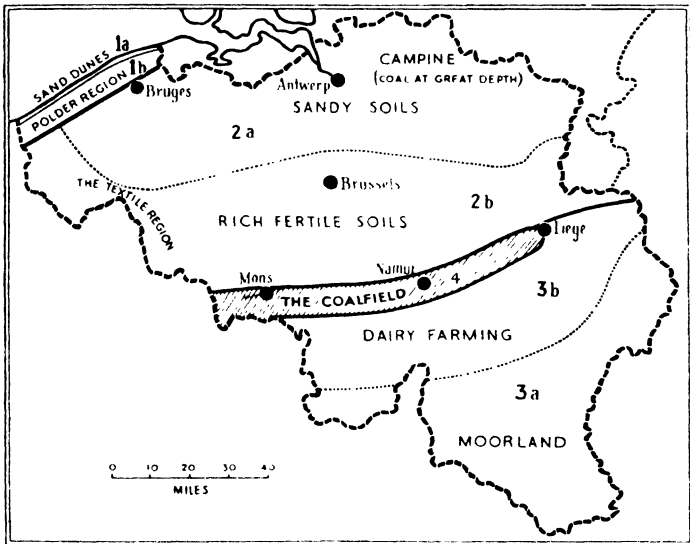 SAND DUNES 1a
POLDER REGION 1b
Bruges
Antwerp
CAMPINE
(COAL AT GREAT DEPTH)
SANDY SOILS
2a
THE TEXTILE REGION
Brussels
2b
RICH FERTILE SOILS
Liege
Mons
Namur
4
THE COALFIELD
3b
DAIRY FARMING
3a
MOORLAND
0 10 20 30 40
MILES